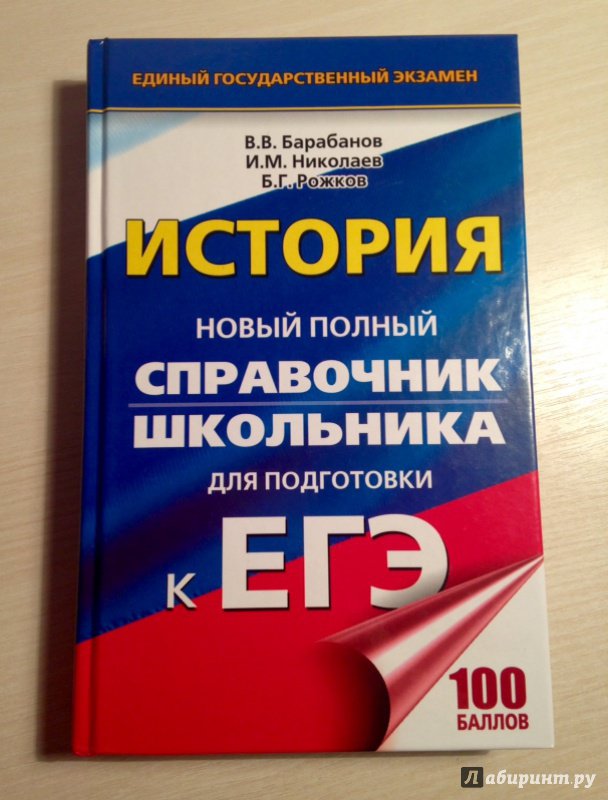 ЕДИНЫЙ ГОСУДАРСТВЕННЫЙ ЭКЗАМЕН
В.В. Барабанов
И.М. Николаев
Б.Г. Рожков
ИСТОРИЯ
НОВЫЙ ПОЛНЫЙ
СПРАВОЧНИК
ШКОЛЬНИКА
ДЛЯ ПОДГОТОВКИ
К ЕГЭ
100
БАЛЛОВ
Лабиринт.ру